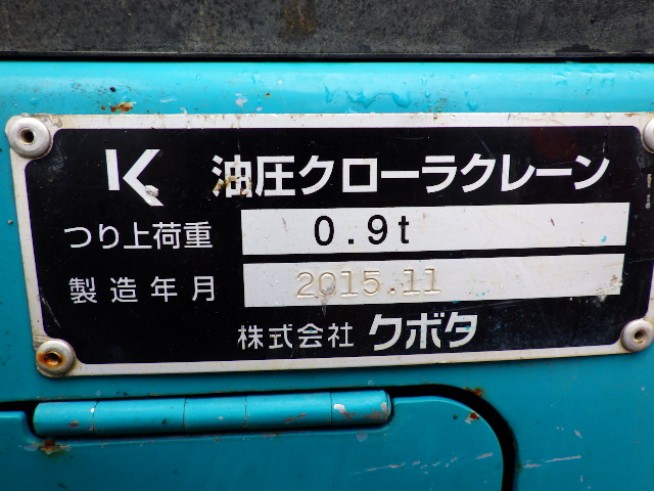 K 油圧クローラクレーン
つり上荷重 0.9t
製造年月 2015.11
株式会社 クボタ